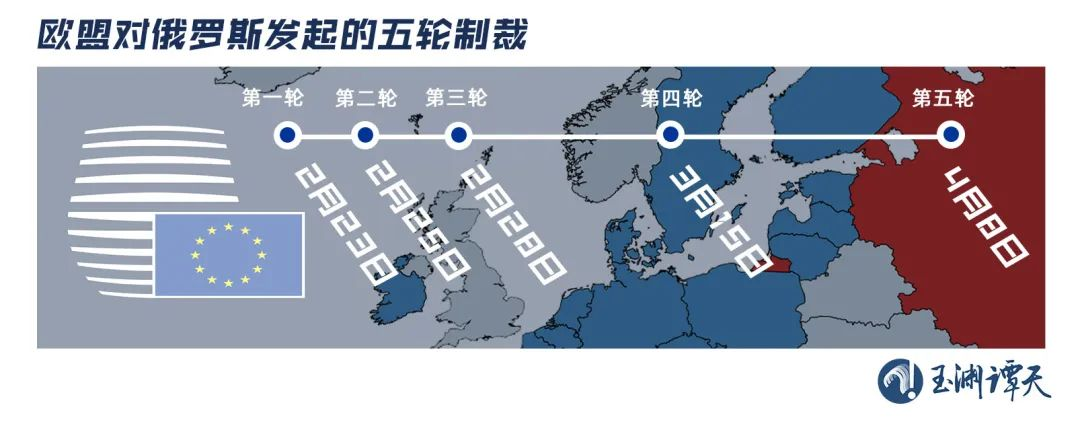 欧盟对俄罗斯发起的五轮制裁
第一轮 第二轮 第三轮 第四轮 第五轮
2月23日 2月25日 2月28日 3月15日 4月8日
玉渊谭天